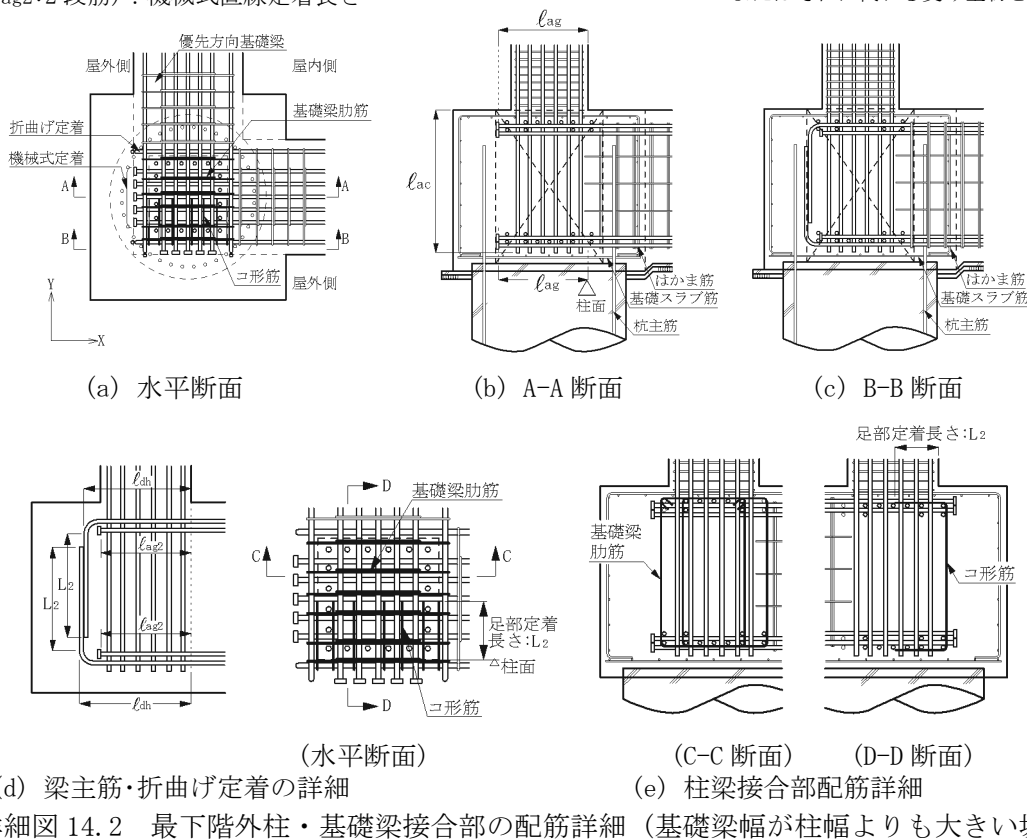 ag2:2 段筋）:機械式直線定着長さ
優先方向基礎梁
屋外側
屋内側
基礎梁肋筋
折曲げ定着
機械式定着
A
A
B
B
コ形筋
屋外側
Y
X
(a) 水平断面
ℓag
ℓac
ℓag
柱面
はかま筋
基礎スラブ筋
杭主筋
(b) A-A 断面
はかま筋
基礎スラブ筋
杭主筋
(c) B-B 断面
ℓdh
ℓag2
L2
L2
ℓag2
ℓdh
D
基礎梁肋筋
C
C
足部定着
長さ:L2
柱面
D
コ形筋
(水平断面)
(d) 梁主筋・折曲げ定着の詳細
足部定着長さ:L2
基礎梁
肋筋
コ形筋
(C-C 断面)
(D-D 断面)
(e) 柱梁接合部配筋詳細
詳細図 14.2 最下階外柱・基礎梁接合部の配筋詳細（基礎梁幅が柱幅よりも大きい